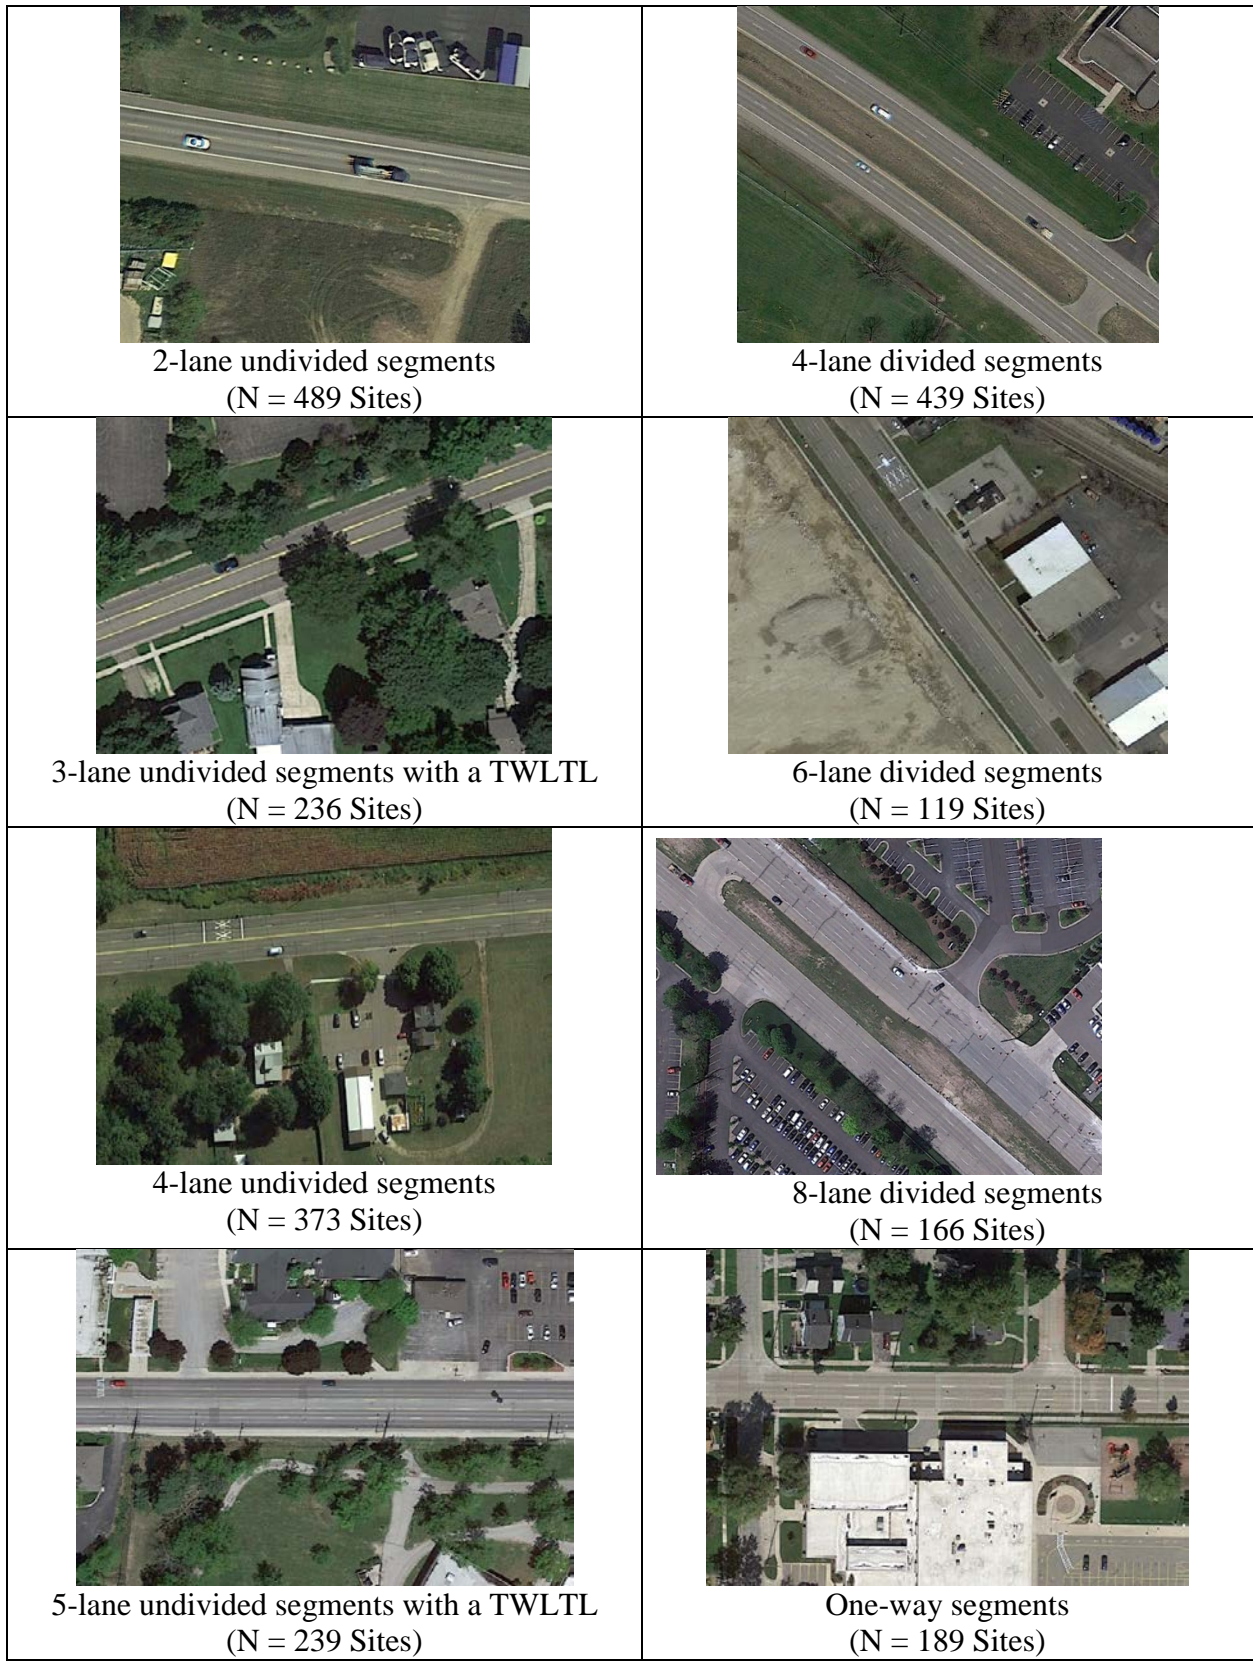 2-lane undivided segments
(N = 489 Sites)
4-lane divided segments
(N = 439 Sites)
3-lane undivided segments with a TWLTL
(N = 236 Sites)
6-lane divided segments
(N = 119 Sites)
4-lane undivided segments
(N = 373 Sites)
8-lane divided segments
(N = 166 Sites)
5-lane undivided segments with a TWLTL
(N = 239 Sites)
One-way segments
(N = 189 Sites)